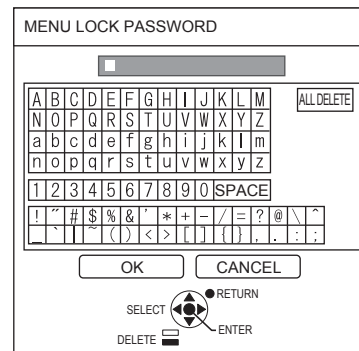 MENU LOCK PASSWORD
A B C D E F G H I J K L M ALL DELETE
N O P Q R S T U V W X Y Z
a b c d e f g h i j k l m
n o p q r s t u v w x y z
1 2 3 4 5 6 7 8 9 0 SPACE
! ˝ # $ % & ' * + - / = ? @ \ ^
_ ` | ~ ( ) < > [ ] { } , . : ;
OK CANCEL
RETURN
SELECT
ENTER
DELETE